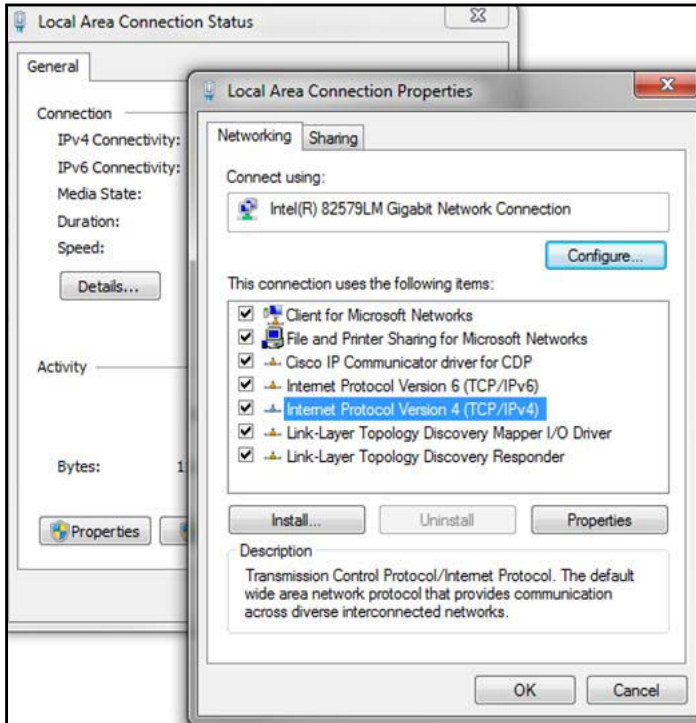 Local Area Connection Status
General
Connection
IPv4 Connectivity:
IPv6 Connectivity:
Media State:
Duration:
Speed:
Details...
Activity
Bytes:
Properties
Local Area Connection Properties
Networking
Sharing
Connect using:
Intel(R) 82579LM Gigabit Network Connection
Configure...
This connection uses the following items:
Client for Microsoft Networks
File and Printer Sharing for Microsoft Networks
Cisco IP Communicator driver for CDP
Internet Protocol Version 6 (TCP/IPv6)
Internet Protocol Version 4 (TCP/IPv4)
Link-Layer Topology Discovery Mapper I/O Driver
Link-Layer Topology Discovery Responder
Install...
Uninstall
Properties
Description
Transmission Control Protocol/Internet Protocol. The default
wide area network protocol that provides communication
across diverse interconnected networks.
OK
Cancel